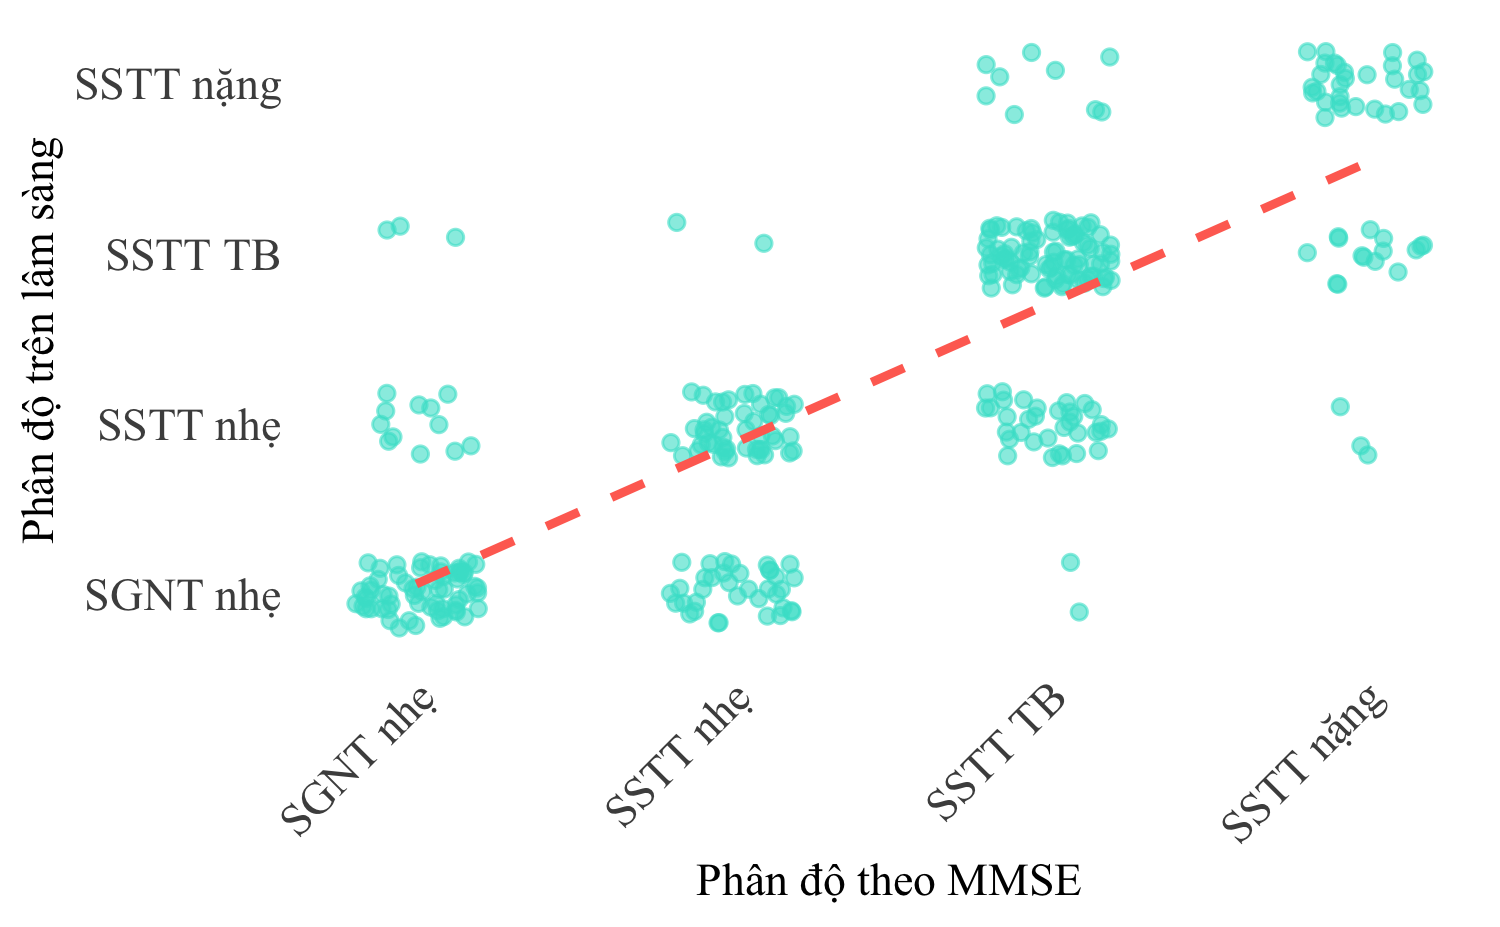 SSTT nặng
SSTT TB
SSTT nhẹ
SGNT nhẹ
Phân độ trên lâm sàng
SGNT nhẹ
SSTT nhẹ
SSTT TB
SSTT nặng
Phân độ theo MMSE